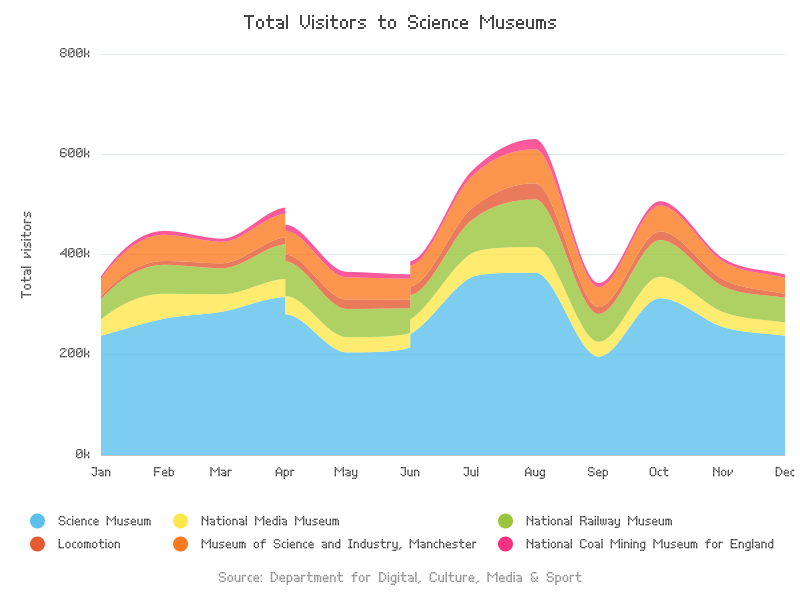 Total Visitors to Science Museums
800k
600k
400k
200k
0k
Total visitors
Jan Feb Mar Apr May Jun Jul Aug Sep Oct Nov Dec
Science Museum National Media Museum National Railway Museum
Locomotion Museum of Science and Industry, Manchester National Coal Mining Museum for England
Source: Department for Digital, Culture, Media & Sport